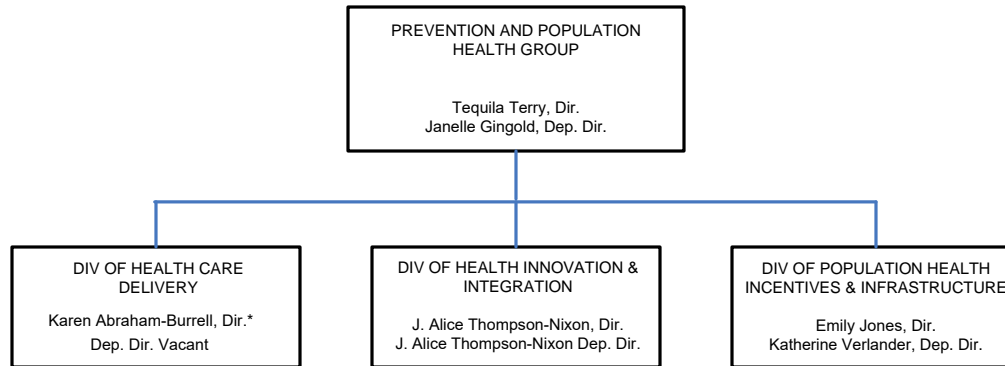 PREVENTION AND POPULATION
HEALTH GROUP
Tequila Terry, Dir.
Janelle Gingold, Dep. Dir.
DIV OF HEALTH CARE
DELIVERY
Karen Abraham-Burrell, Dir.*
Dep. Dir. Vacant
DIV OF HEALTH INNOVATION &
INTEGRATION
J. Alice Thompson-Nixon, Dir.
J. Alice Thompson-Nixon Dep. Dir.
DIV OF POPULATION HEALTH
INCENTIVES & INFRASTRUCTURE
Emily Jones, Dir.
Katherine Verlander, Dep. Dir.